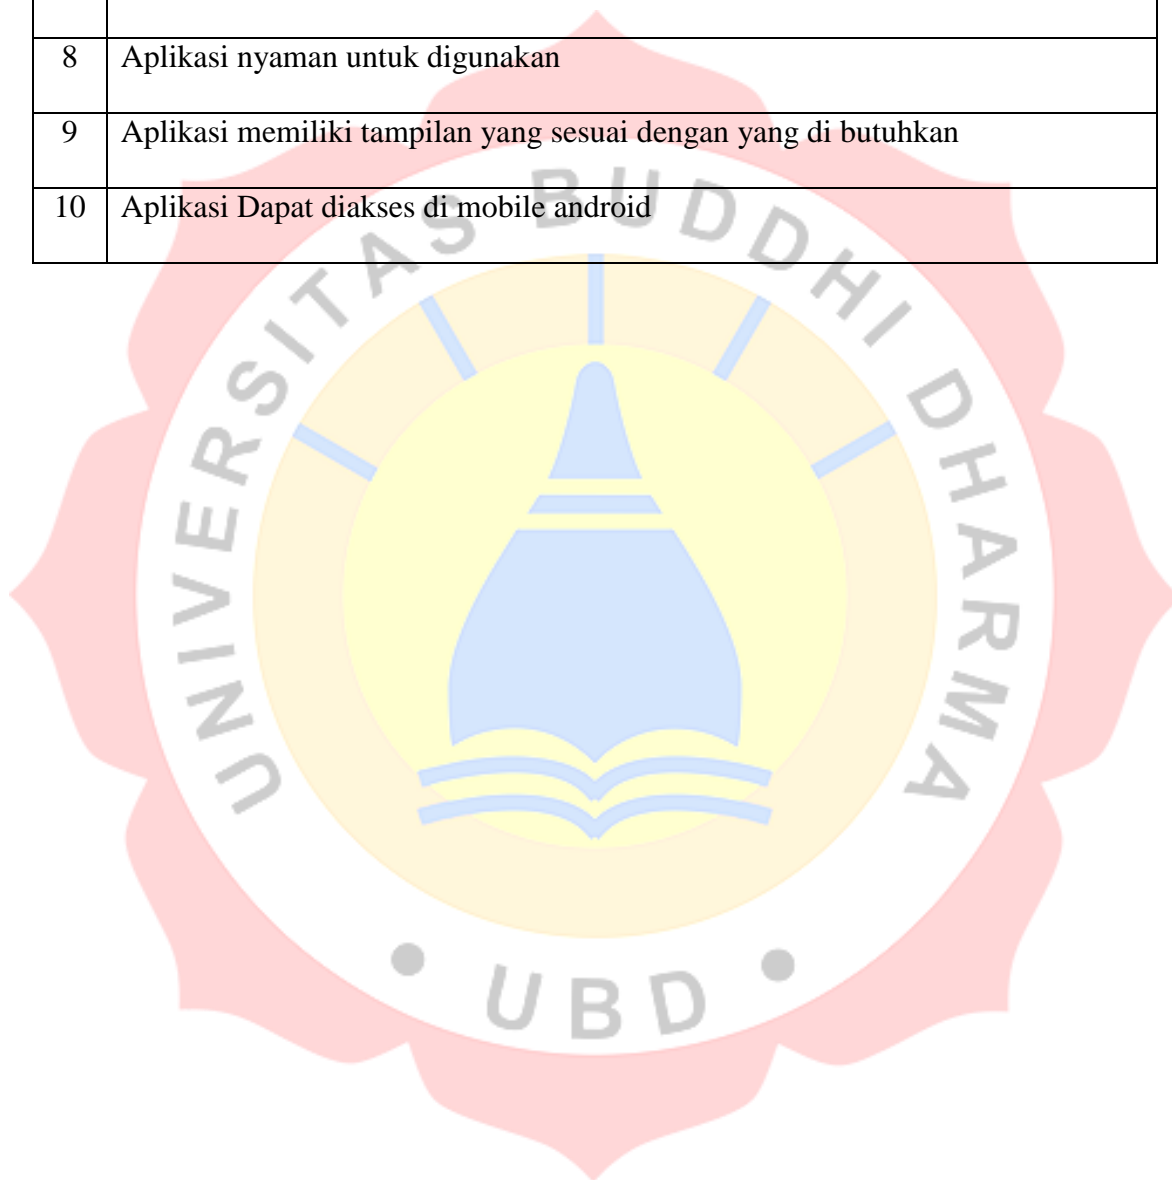 8 Aplikasi nyaman untuk digunakan
9 Aplikasi memiliki tampilan yang sesuai dengan yang di butuhkan
10 Aplikasi Dapat diakses di mobile android
UNIVERSITAS BUDDHI DHARMA
• UBD •